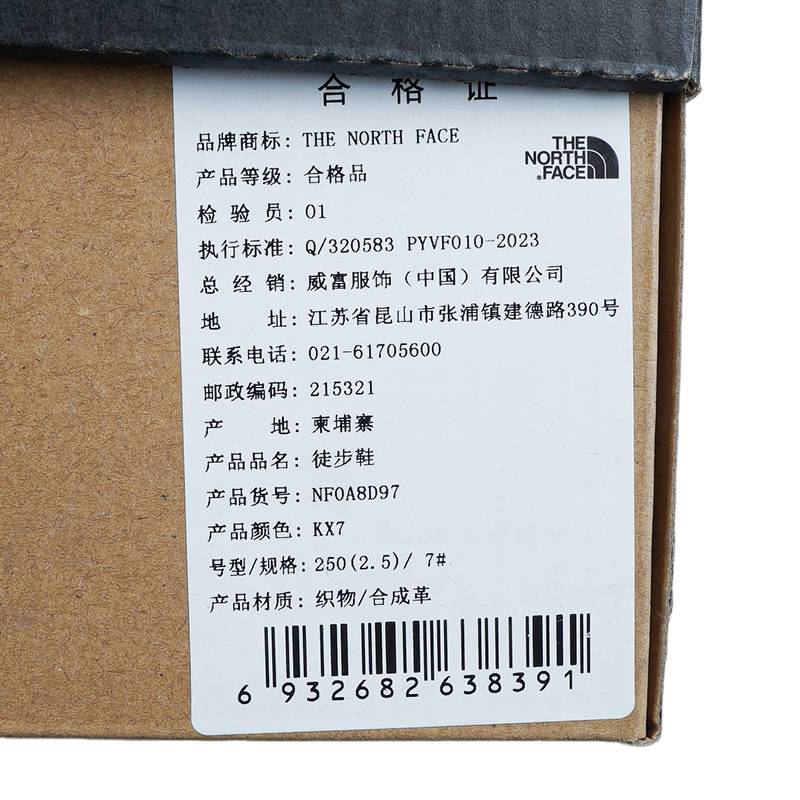 合格证
品牌商标: THE NORTH FACE
THE
NORTH
FACE
产品等级: 合格品
检 验 员: 01
执行标准: Q/320583 PYVF010-2023
总 经 销: 威富服饰（中国）有限公司
地 址: 江苏省昆山市张浦镇建德路390号
联系电话: 021-61705600
邮政编码: 215321
产 地: 柬埔寨
产品品名: 徒步鞋
产品货号: NF0A8D97
产品颜色: KX7
号型/规格: 250(2.5)/ 7#
产品材质: 织物/合成革
6 932682 638391